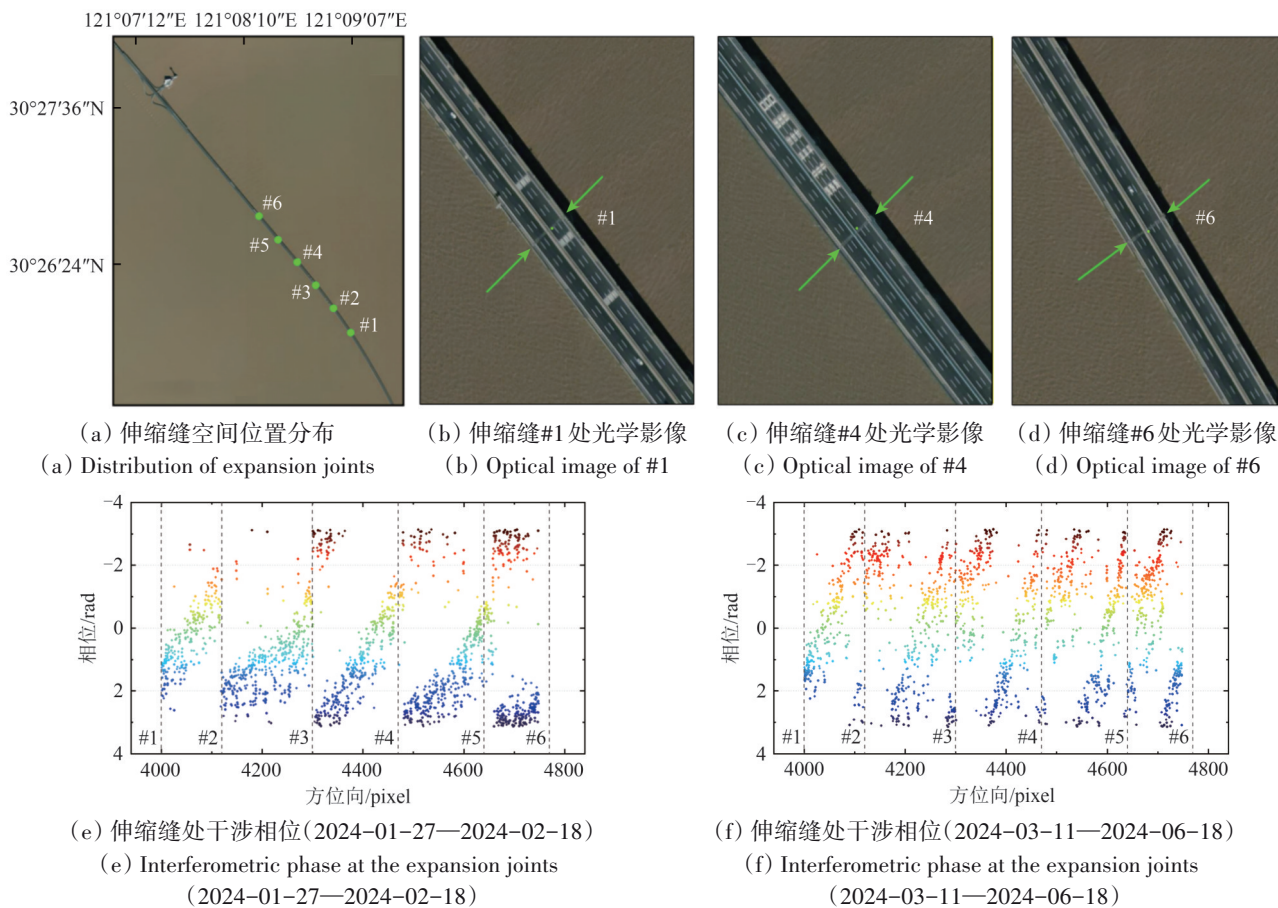 121°07′12″E 121°08′10″E 121°09′07″E
30°27′36″N
30°26′24″N
#6
#5
#4
#3
#2
#1
#1
#4
#6
(a) 伸缩缝空间位置分布
(a) Distribution of expansion joints
(b) 伸缩缝#1处光学影像
(b) Optical image of #1
(c) 伸缩缝#4处光学影像
(c) Optical image of #4
(d) 伸缩缝#6处光学影像
(d) Optical image of #6
−4
−2
0
2
4
相位/rad
#1 #2 #3 #4 #5 #6
4000 4200 4400 4600 4800
方位向/pixel
(e) 伸缩缝处干涉相位(2024-01-27—2024-02-18)
(e) Interferometric phase at the expansion joints
(2024-01-27—2024-02-18)
−4
−2
0
2
4
相位/rad
#1 #2 #3 #4 #5 #6
4000 4200 4400 4600 4800
方位向/pixel
(f) 伸缩缝处干涉相位(2024-03-11—2024-06-18)
(f) Interferometric phase at the expansion joints
(2024-03-11—2024-06-18)